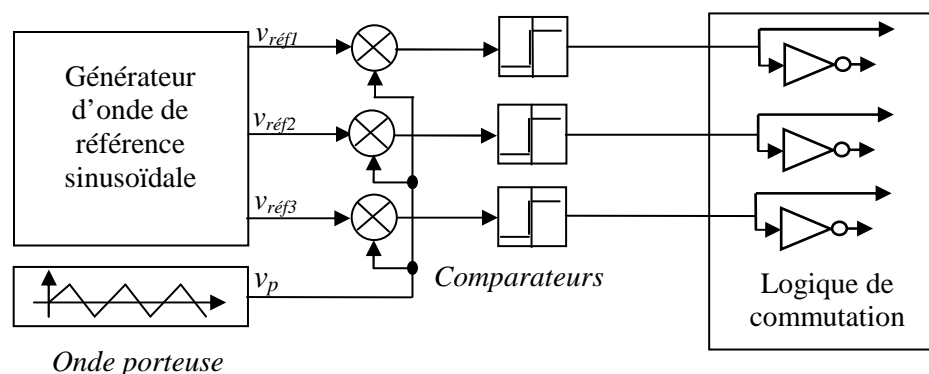 Générateur
d'onde de
référence
sinusoïdale
v_réf1
v_réf2
v_réf3
v_p
Comparateurs
Onde porteuse
Logique de
commutation